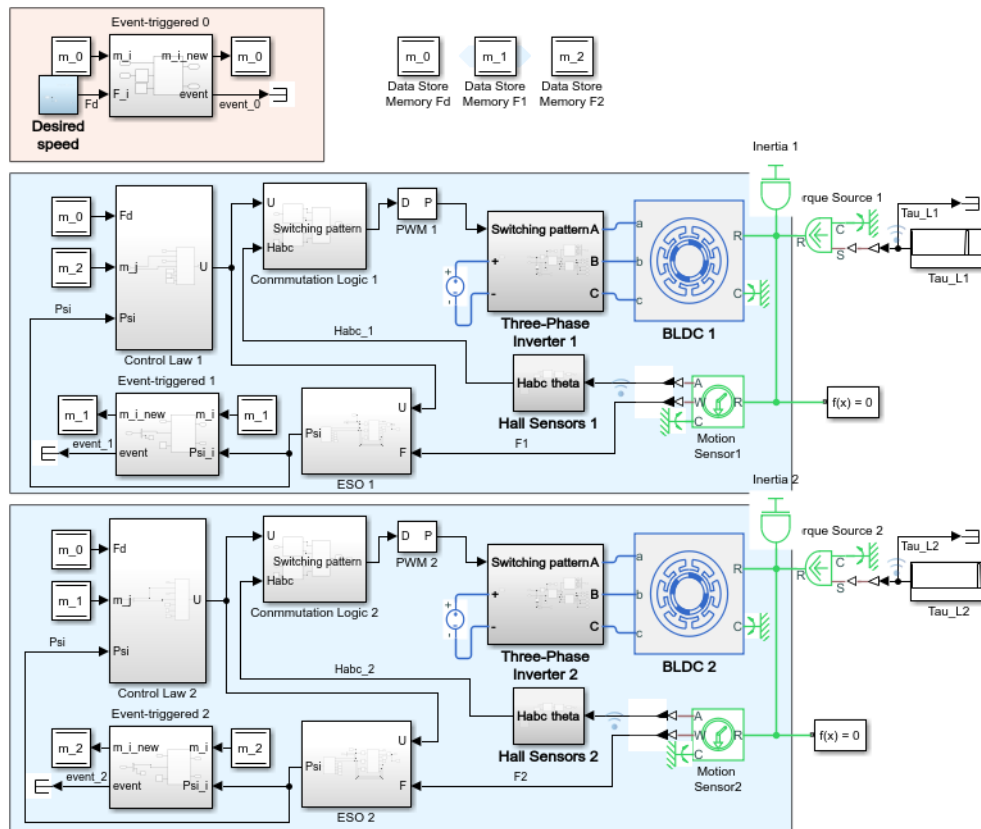 Event-triggered 0
m_0
m_i
m_i_new
m_0
F_i
event
Fd
event_0
Desired
speed
m_0
m_1
m_2
Data Store
Memory Fd
Data Store
Memory F1
Data Store
Memory F2
Inertia 1
m_0
Fd
m_2
m_j
U
Psi
Psi
Control Law 1
U
Switching pattern
Habc
Conmmutation Logic 1
D P
PWM 1
Switching pattern A
+
B
-
C
+
-
Three-Phase
Inverter 1
a
b
c
R
C
BLDC 1
rque Source 1
R
C
S
Tau_L1
Tau_L1
Habc_1
Event-triggered 1
m_1
m_i_new
m_i
m_1
event_1
event
Psi_i
U
Psi
F
ESO 1
Habc theta
Hall Sensors 1
F1
A
W
C
R
Motion
Sensor1
f(x) = 0
Inertia 2
m_0
Fd
m_1
m_j
U
Psi
Psi
Control Law 2
U
Switching pattern
Habc
Conmmutation Logic 2
D P
PWM 2
Switching pattern A
+
B
-
C
+
-
Three-Phase
Inverter 2
a
b
c
R
C
BLDC 2
rque Source 2
R
C
S
Tau_L2
Tau_L2
Habc_2
Event-triggered 2
m_2
m_i_new
m_i
m_2
event_2
event
Psi_i
U
Psi
F
ESO 2
Habc theta
Hall Sensors 2
F2
A
W
C
R
Motion
Sensor2
f(x) = 0